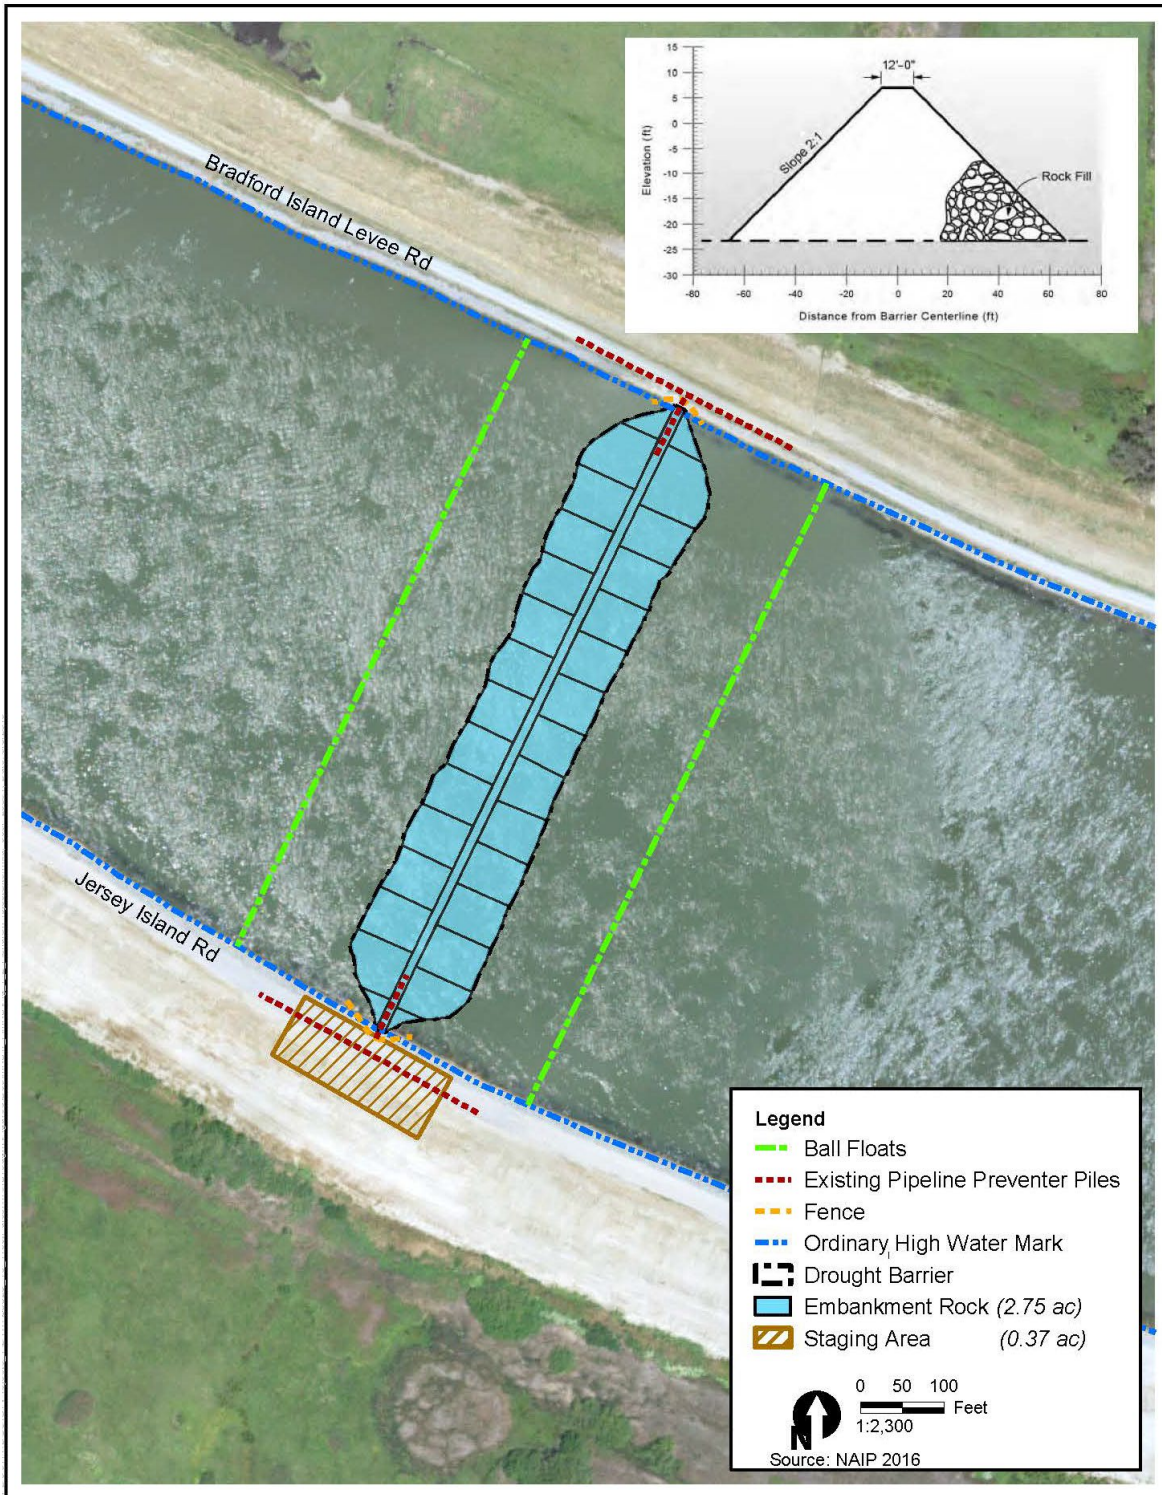 15
12'-0"
10
5
0
-5
-10
-15
-20
-25
-30
Elevation (ft)
Slope 2:1
Rock Fill
-80
-60
-40
-20
0
20
40
60
80
Distance from Barrier Centerline (ft)
Bradford Island Levee Rd
Jersey Island Rd
Legend
Ball Floats
Existing Pipeline Preventer Piles
Fence
Ordinary High Water Mark
Drought Barrier
Embankment Rock (2.75 ac)
Staging Area (0.37 ac)
0 50 100
Feet
1:2,300
N
Source: NAIP 2016